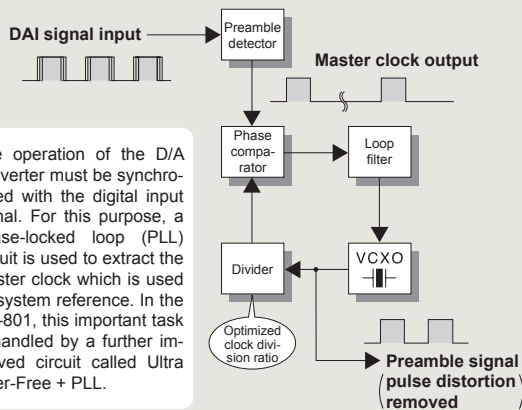 DAI signal input
Preamble
detector
Master clock output
Phase
compa-
rator
Loop
filter
operation of the D/A
verter must be synchro-
ed with the digital input
nal. For this purpose, a
ase-locked loop (PLL)
uit is used to extract the
ster clock which is used
system reference. In the
-801, this important task
handled by a further im-
ved circuit called Ultra
er-Free + PLL.
Divider
VCXO
Optimized
clock divi-
sion ratio
Preamble signal
(pulse distortion
removed)